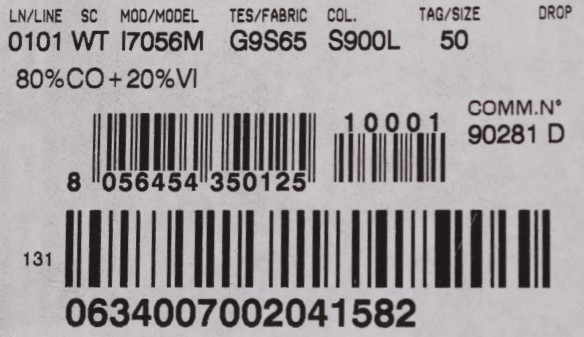 LN/LINE SC MOD/MODEL TES/FABRIC COL. TAG/SIZE DROP
0101 WT I7056M G9S65 S900L 50
80%CO+20%VI
COMM.N°
90281 D
10001
8 056454 350125
131
0634007002041582